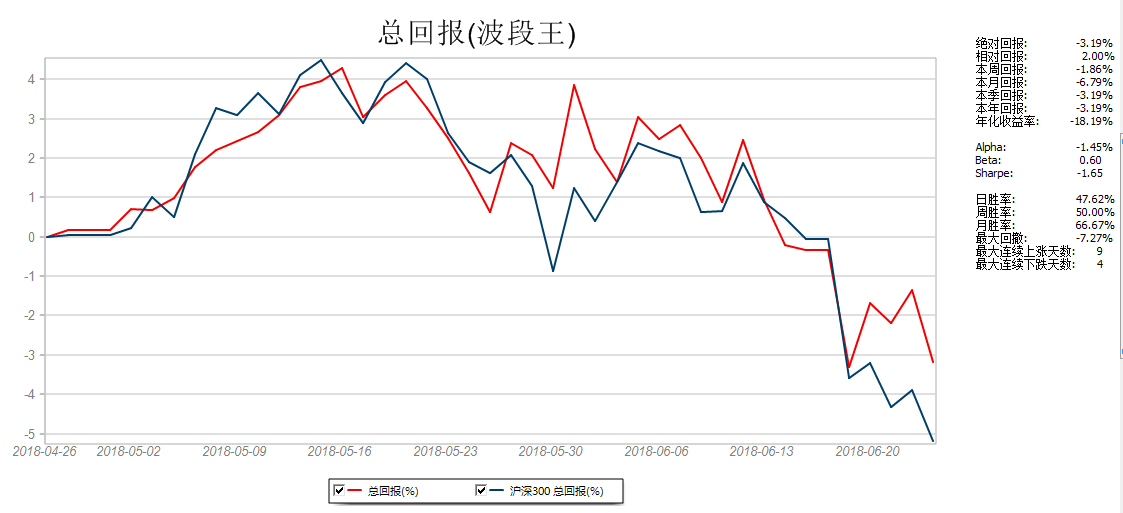 总回报(波段王)
4
3
2
1
0
-1
-2
-3
-4
-5
2018-04-26 2018-05-02 2018-05-09 2018-05-16 2018-05-23 2018-05-30 2018-06-06 2018-06-13 2018-06-20
总回报(%) 沪深300 总回报(%)
绝对回报: -3.19%
相对回报: 2.00%
本周回报: -1.86%
本月回报: -6.79%
本季回报: -3.19%
本年回报: -3.19%
年化收益率: -18.19%
Alpha: -1.45%
Beta: 0.60
Sharpe: -1.65
日胜率: 47.62%
周胜率: 50.00%
月胜率: 66.67%
最大回撤: -7.27%
最大连续上涨天数: 9
最大连续下跌天数: 4